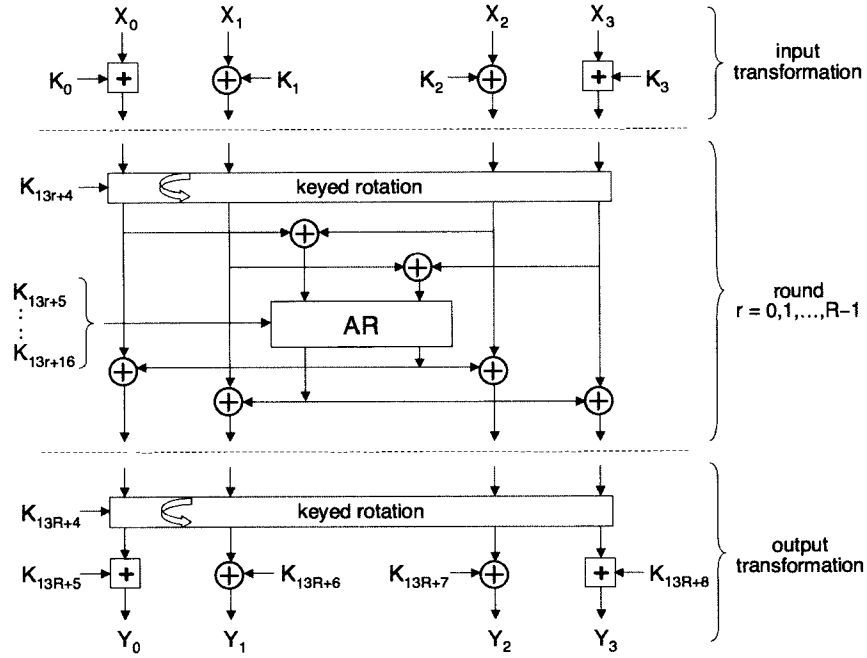 X₀ X₁ X₂ X₃
K₀ + + K₁ K₂ + + K₃
input
transformation
K₁₃ᵣ₊₄ keyed rotation
+
+
K₁₃ᵣ₊₅
⋮
K₁₃ᵣ₊₁₆
AR
round
r = 0,1,...,R−1
+ +
+ +
K₁₃R₊₄ keyed rotation
K₁₃R₊₅ + + K₁₃R₊₆ K₁₃R₊₇ + + K₁₃R₊₈
output
transformation
Y₀ Y₁ Y₂ Y₃